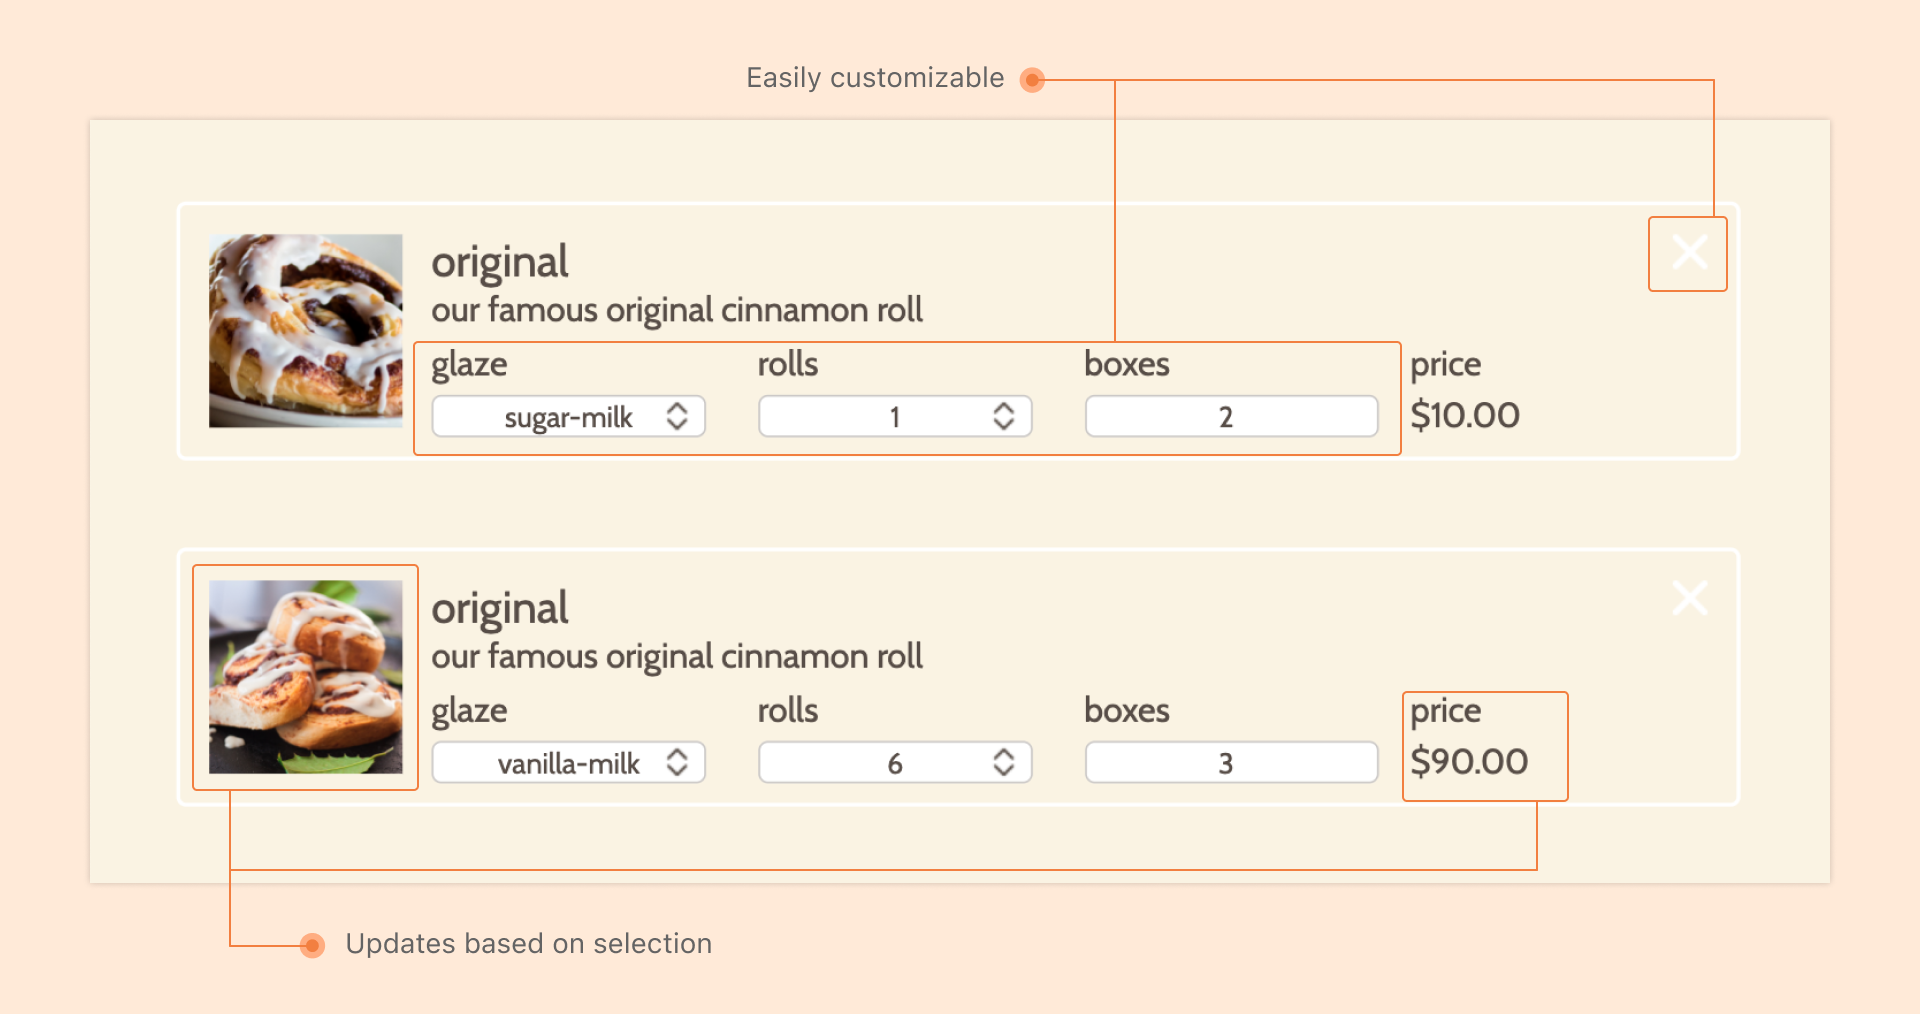 Easily customizable
original
our famous original cinnamon roll
glaze rolls boxes price
sugar-milk 1 2 $10.00
original
our famous original cinnamon roll
glaze rolls boxes price
vanilla-milk 6 3 $90.00
Updates based on selection